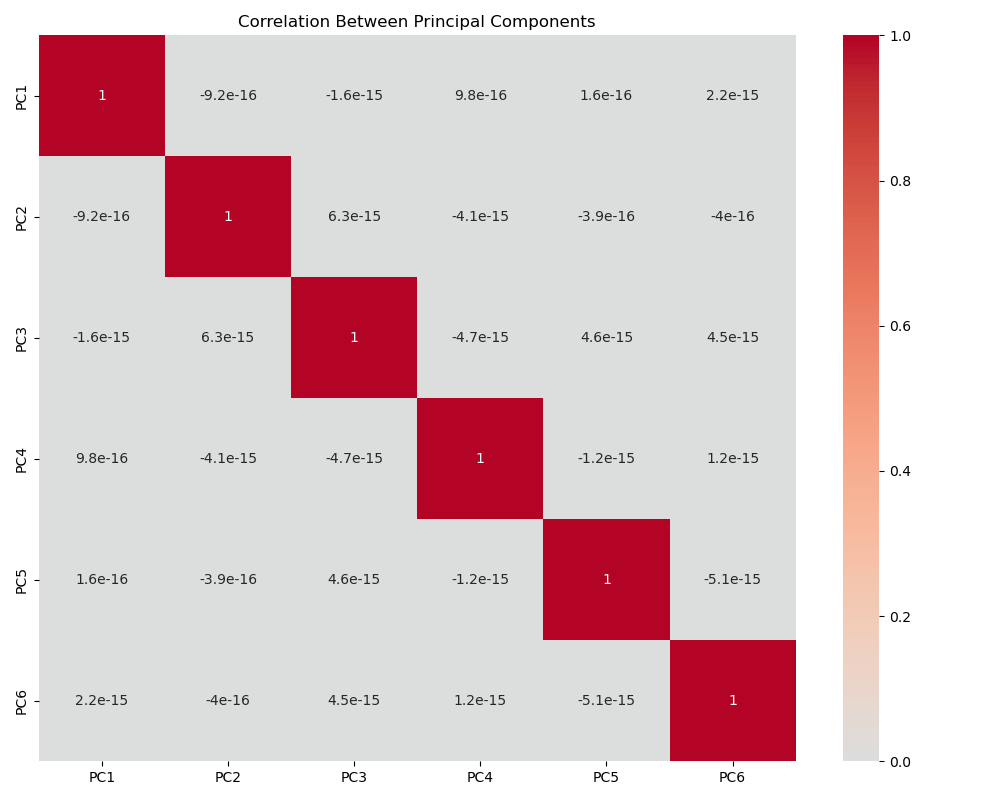 Correlation Between Principal Components
PC1 1 -9.2e-16 -1.6e-15 9.8e-16 1.6e-16 2.2e-15
PC2 -9.2e-16 1 6.3e-15 -4.1e-15 -3.9e-16 -4e-16
PC3 -1.6e-15 6.3e-15 1 -4.7e-15 4.6e-15 4.5e-15
PC4 9.8e-16 -4.1e-15 -4.7e-15 1 -1.2e-15 1.2e-15
PC5 1.6e-16 -3.9e-16 4.6e-15 -1.2e-15 1 -5.1e-15
PC6 2.2e-15 -4e-16 4.5e-15 1.2e-15 -5.1e-15 1
PC1 PC2 PC3 PC4 PC5 PC6
1.0
0.8
0.6
0.4
0.2
0.0